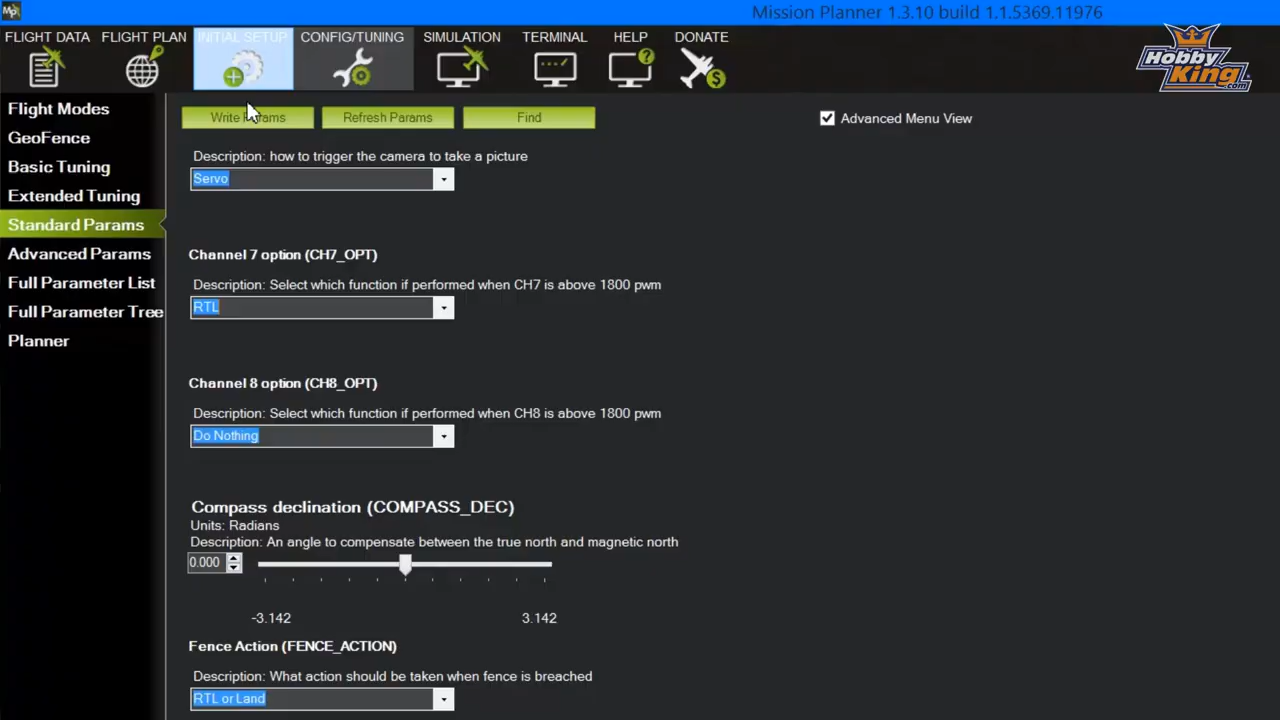 Mp
Mission Planner 1.3.10 build 1.1.5369.11976
FLIGHT DATA
FLIGHT PLAN
INITIAL SETUP
CONFIG/TUNING
SIMULATION
TERMINAL
HELP
DONATE
HobbyKing.com
Flight Modes
GeoFence
Basic Tuning
Extended Tuning
Standard Params
Advanced Params
Full Parameter List
Full Parameter Tree
Planner
Write Params
Refresh Params
Find
Advanced Menu View
Description: how to trigger the camera to take a picture
Servo
Channel 7 option (CH7_OPT)
Description: Select which function if performed when CH7 is above 1800 pwm
RTL
Channel 8 option (CH8_OPT)
Description: Select which function if performed when CH8 is above 1800 pwm
Do Nothing
Compass declination (COMPASS_DEC)
Units: Radians
Description: An angle to compensate between the true north and magnetic north
0.000
-3.142
3.142
Fence Action (FENCE_ACTION)
Description: What action should be taken when fence is breached
RTL or Land